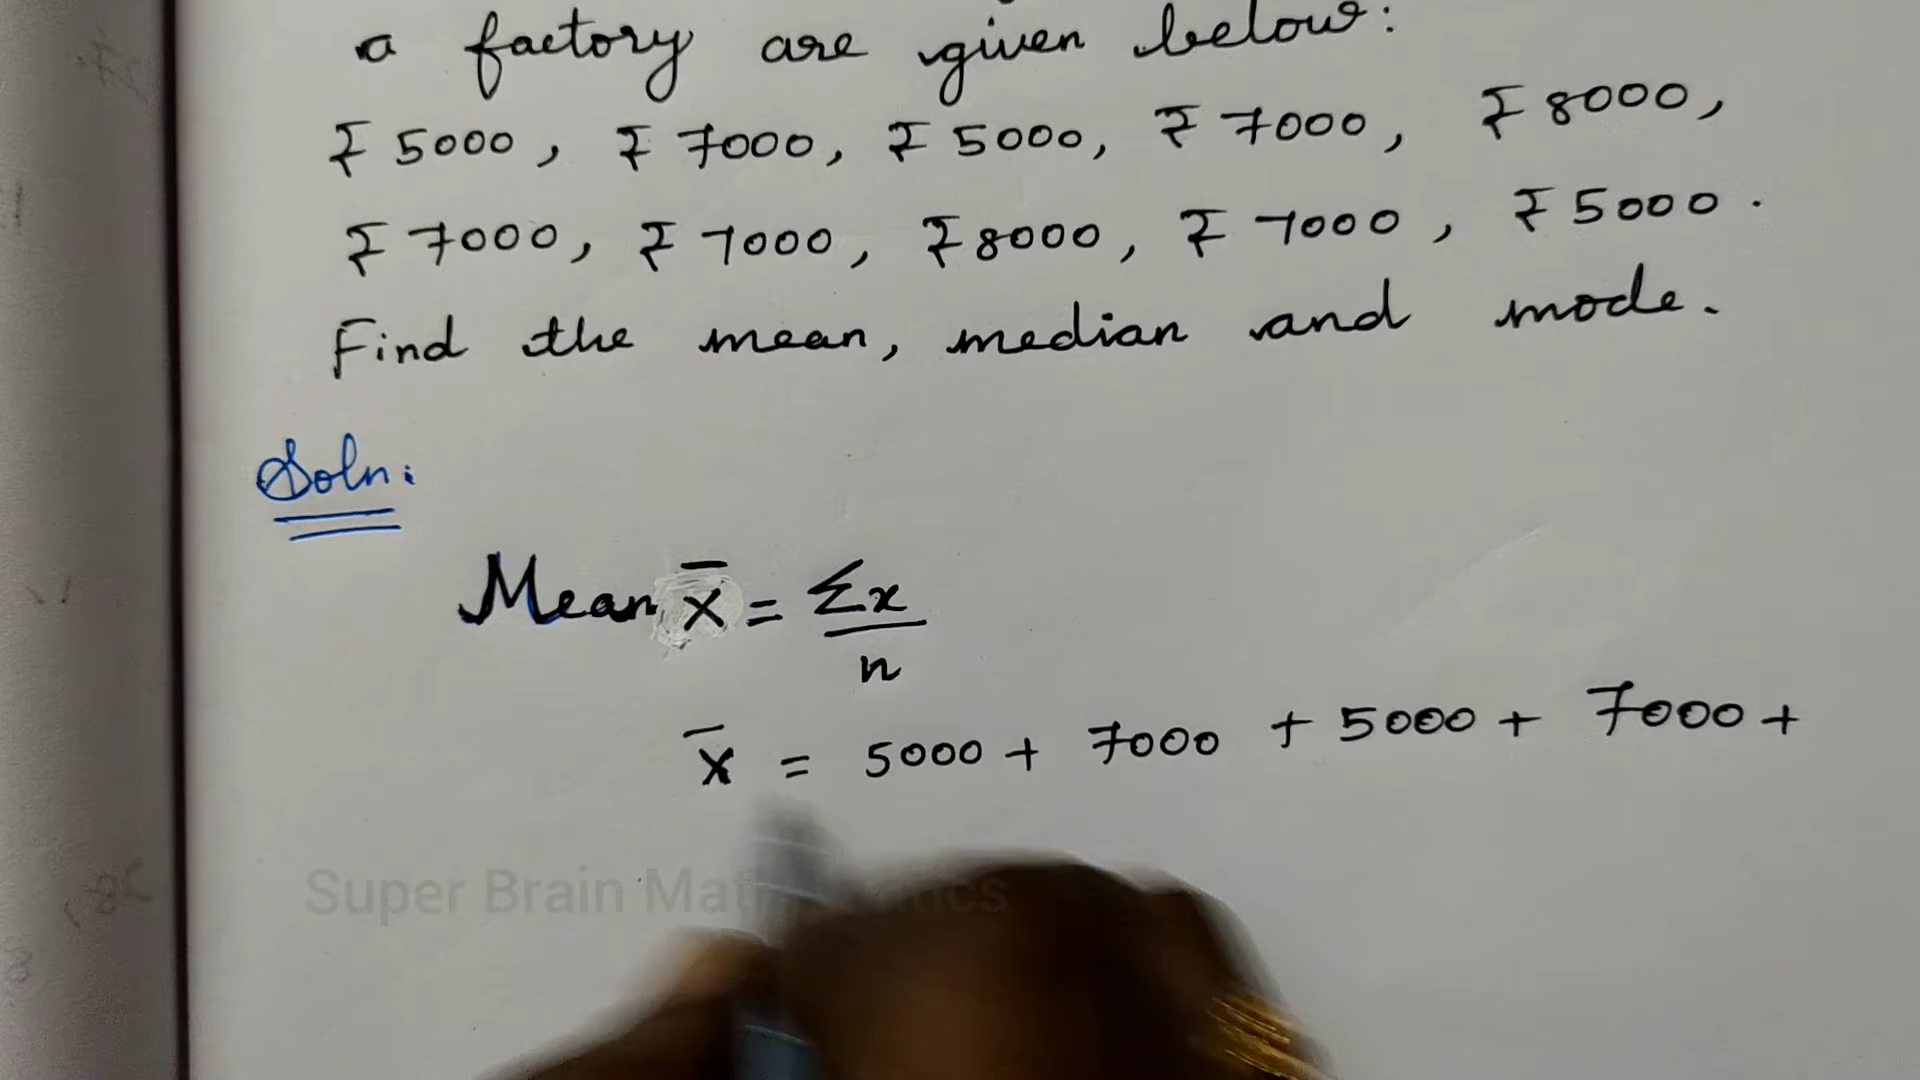 a factory are given below:
₹ 5000, ₹ 7000, ₹ 5000, ₹ 7000, ₹ 8000,
₹ 7000, ₹ 7000, ₹ 8000, ₹ 7000, ₹ 5000.
Find the mean, median and mode.
Soln:
Mean x̄ = Σx / n
x̄ = 5000 + 7000 + 5000 + 7000 +
Super Brain